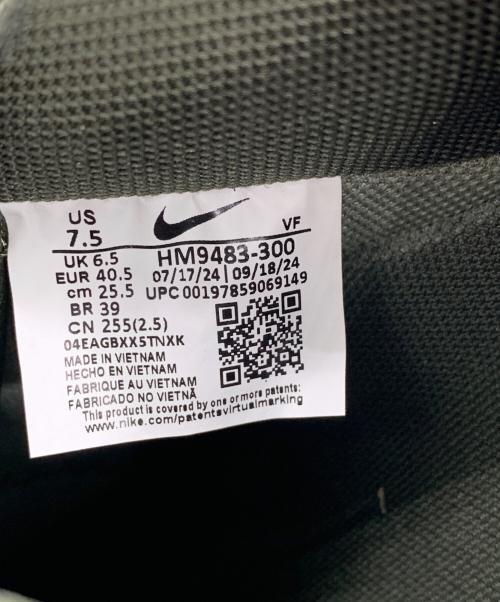 US
7.5
VF
UK 6.5
HM9483-300
EUR 40.5
07/17/24 | 09/18/24
cm 25.5
UPC 00197859069149
BR 39
CN 255(2.5)
04EAGBXX5TNXK
MADE IN VIETNAM
HECHO EN VIETNAM
FABRIQUE AU VIETNAM
FABRICADO NO VIETNÃ
This product is covered by one or more patents:
www.nike.com/patentsvirtualmarking